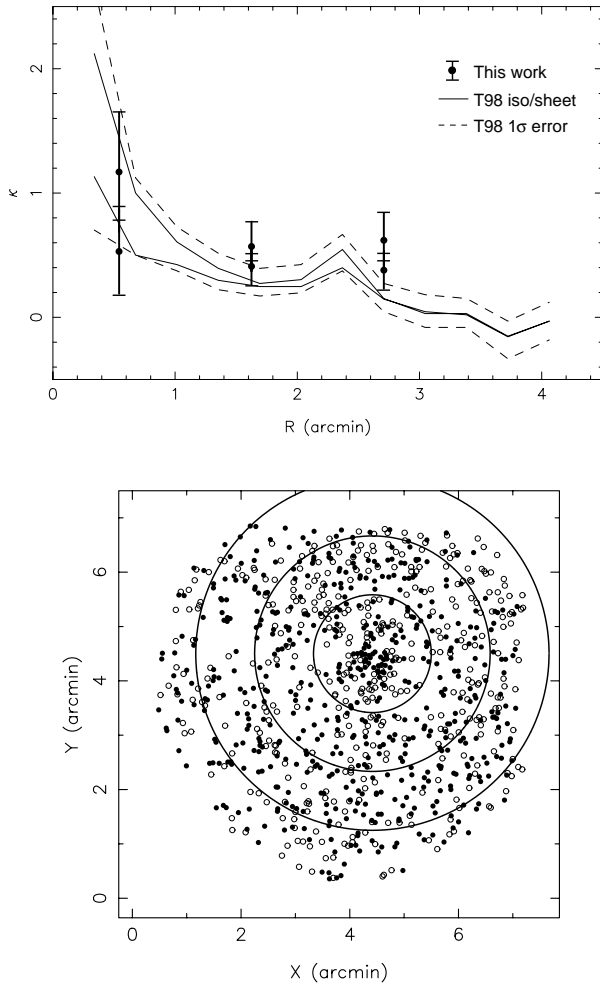 2
This work
T98 iso/sheet
T98 1σ error
1
κ
0
0 1 2 3 4
R (arcmin)
6
4
Y (arcmin)
2
0
0 2 4 6
X (arcmin)